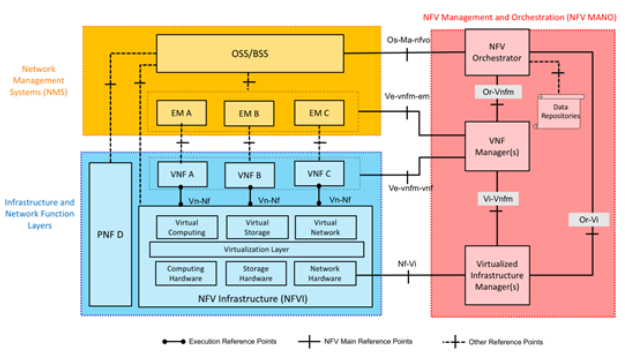 NFV Management and Orchestration (NFV MANO)
Network
Management
Systems (NMS)
OSS/BSS
Os-Ma-nfvo
NFV
Orchestrator
EM A
EM B
EM C
Ve-vnfm-em
Or-Vnfm
Data
Repositories
VNF
Manager(s)
Infrastructure and
Network Function
Layers
PNF D
VNF A
VNF B
VNF C
Ve-vnfm-vnf
Vn-Nf
Vn-Nf
Vn-Nf
Vi-Vnfm
Or-Vi
Virtual
Computing
Virtual
Storage
Virtual
Network
Virtualization Layer
Computing
Hardware
Storage
Hardware
Network
Hardware
NFV Infrastructure (NFVI)
Nf-Vi
Virtualized
Infrastructure
Manager(s)
Execution Reference Points
NFV Main Reference Points
Other Reference Points